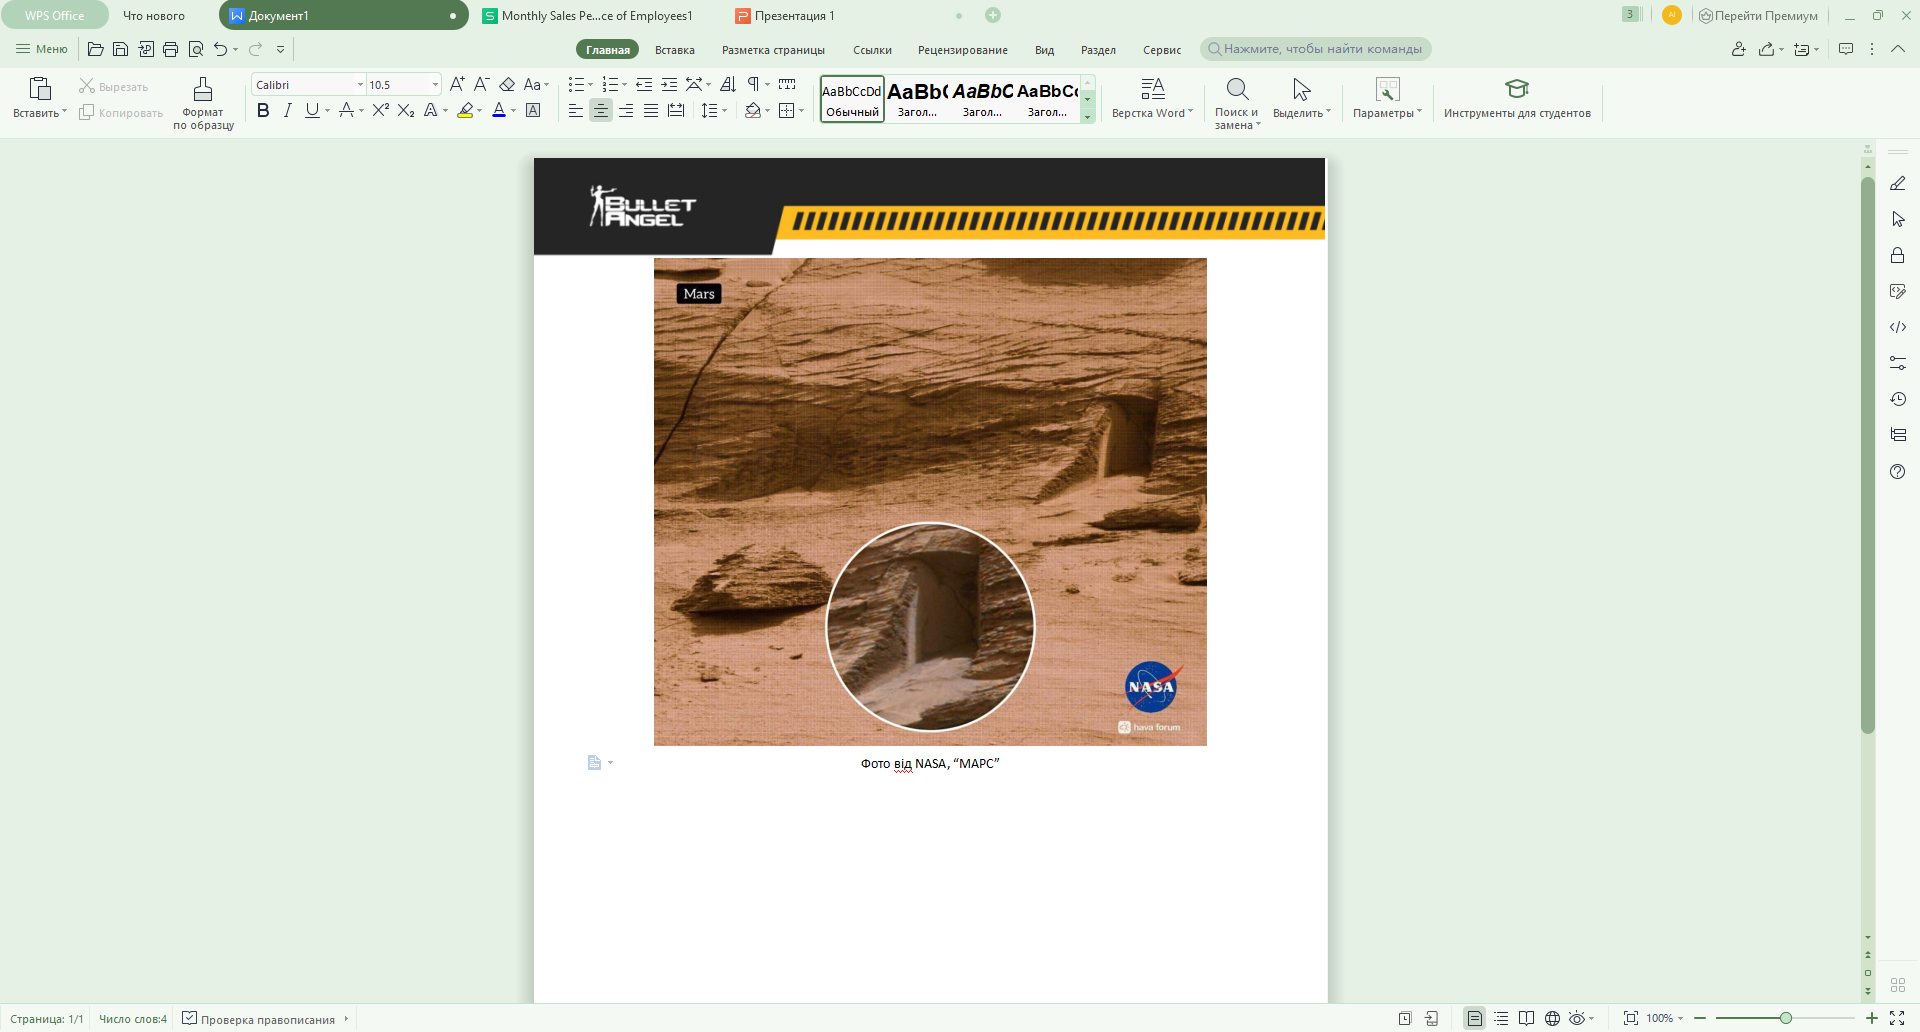 WPS Office
Что нового
Документ1
Monthly Sales Pe...ce of Employees1
Презентация 1
3
AI
Перейти Премиум
Меню
Главная
Вставка
Разметка страницы
Ссылки
Рецензирование
Вид
Раздел
Сервис
Нажмите, чтобы найти команды
Вставить
Вырезать
Копировать
Формат
по образцу
Calibri
10.5
AaBbCcDd
Обычный
AaBb(
Загол...
AaBbC
Загол...
AaBbCc
Загол...
Верстка Word
Поиск и
замена
Выделить
Параметры
Инструменты для студентов
BULLET
ANGEL
Mars
NASA
hava forum
Фото від NASA, “МАРС”
Страница: 1/1
Число слов:4
Проверка правописания
100%